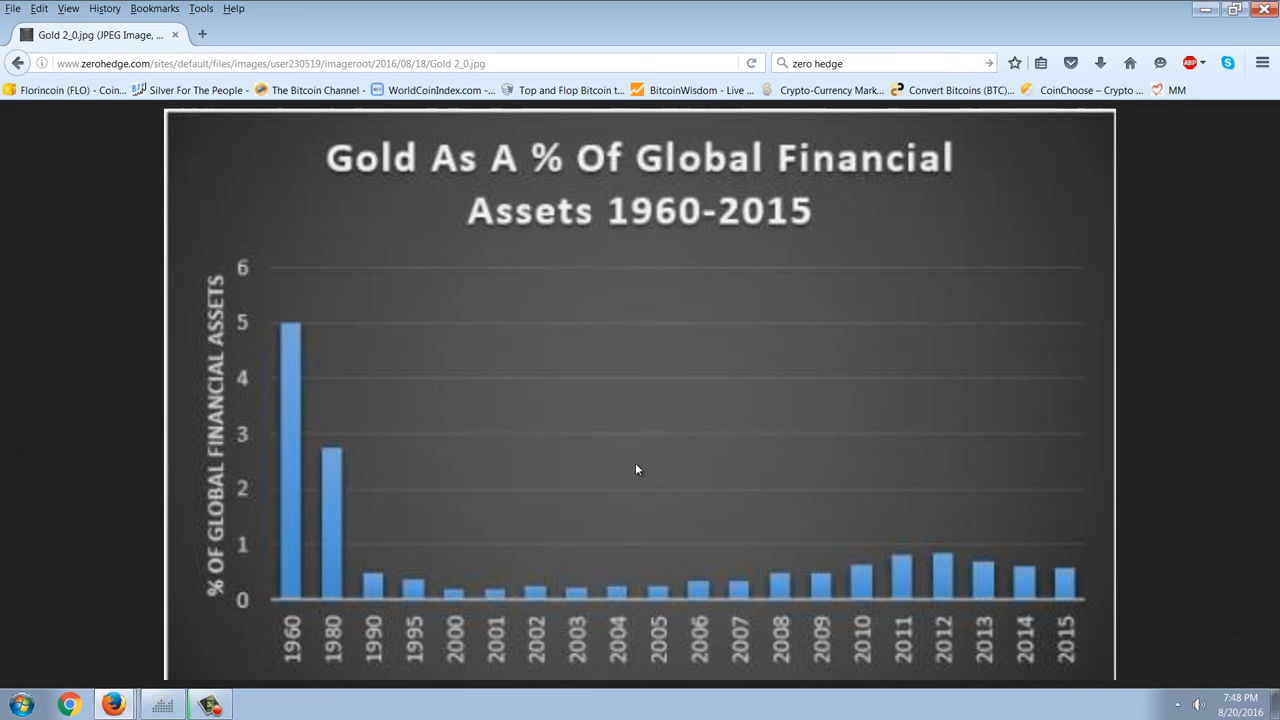 File Edit View History Bookmarks Tools Help
Gold 2_0.jpg (JPEG Image, ...
www.zerohedge.com/sites/default/files/images/user230519/imageroot/2016/08/18/Gold 2_0.jpg
zero hedge
ABP
Florincoin (FLO) - Coin...
Silver For The People -
The Bitcoin Channel -
WorldCoinIndex.com -...
Top and Flop Bitcoin t...
BitcoinWisdom - Live ...
Crypto-Currency Mark...
Convert Bitcoins (BTC)...
CoinChoose – Crypto ...
MM
Gold As A % Of Global Financial
Assets 1960-2015
% OF GLOBAL FINANCIAL ASSETS
6
5
4
3
2
1
0
1960 1980 1990 1995 2000 2001 2002 2003 2004 2005 2006 2007 2008 2009 2010 2011 2012 2013 2014 2015
7:48 PM
8/20/2016